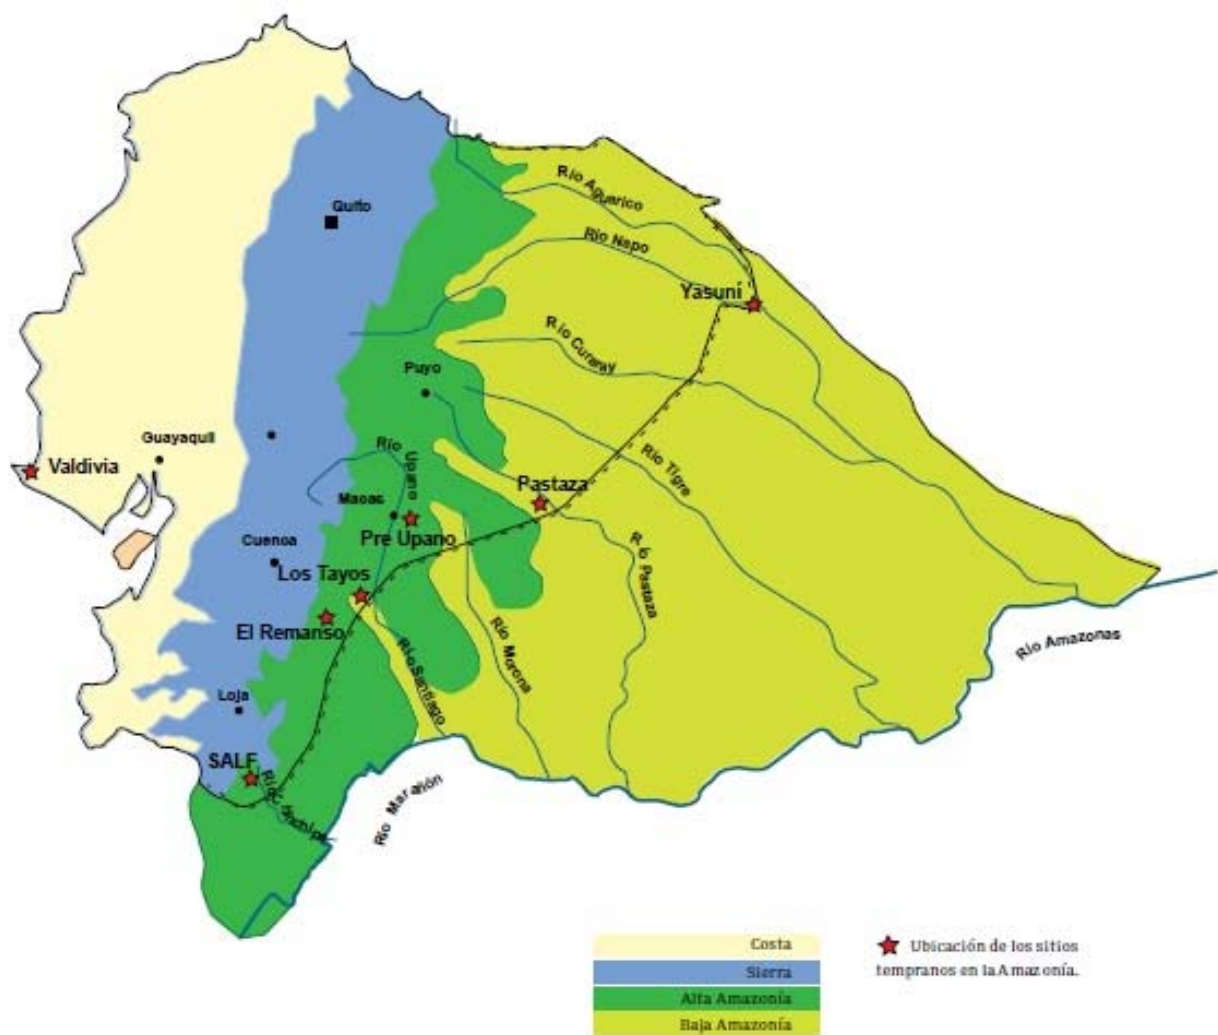 Río Aguarico
Quito
Río Napo
Yasuní
Río Curaray
Puyo
Guayaquil
Valdivia
Río Upano
Río Tigre
Pastaza
Macas
Pre Upano
Cuenca
Río Pastaza
Los Tayos
El Remanso
Río Morona
Río Santiago
Río Amazonas
Loja
SALF
Río Chinchipe
Río Marañón
Costa
Sierra
Alta Amazonía
Baja Amazonía
Ubicación de los sitios
tempranos en la Amazonía.